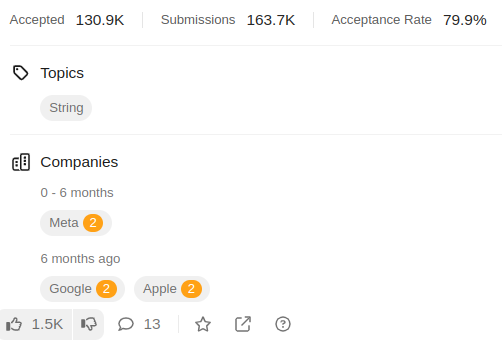 Accepted 130.9K Submissions 163.7K Acceptance Rate 79.9%
Topics
String
Companies
0 - 6 months
Meta 2
6 months ago
Google 2 Apple 2
1.5K 13